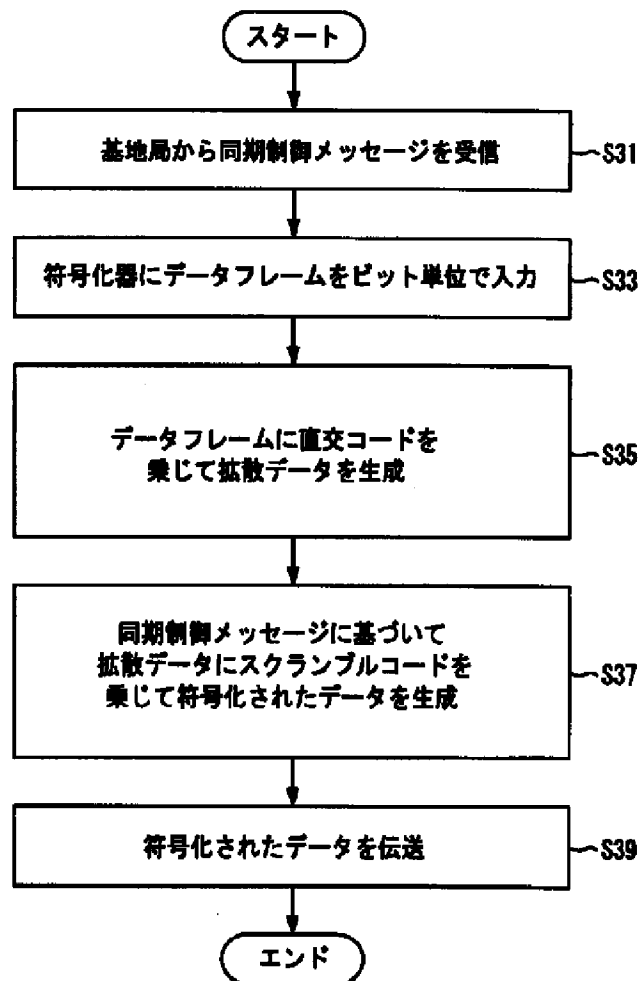 スタート
基地局から同期制御メッセージを受信
S31
符号化器にデータフレームをビット単位で入力
S33
データフレームに直交コードを
乗じて拡散データを生成
S35
同期制御メッセージに基づいて
拡散データにスクランブルコードを
乗じて符号化されたデータを生成
S37
符号化されたデータを伝送
S39
エンド